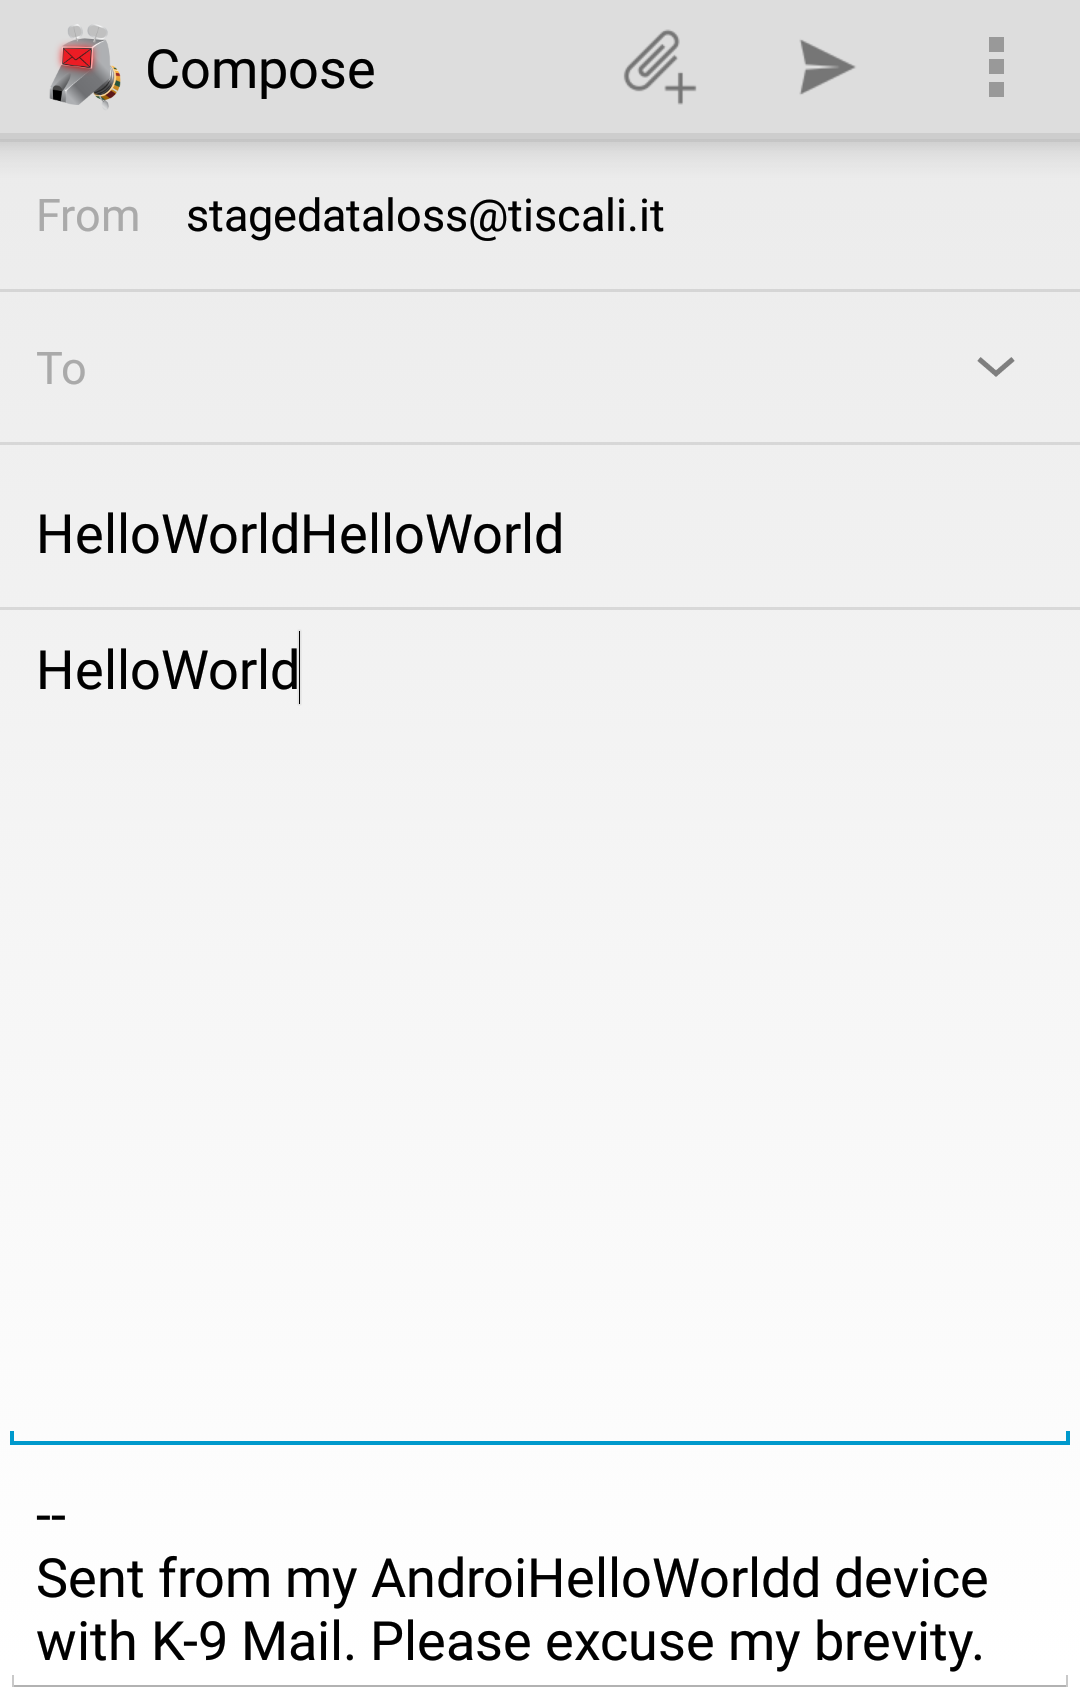 Compose
From stagedataloss@tiscali.it
To
HelloWorldHelloWorld
HelloWorld
--
Sent from my AndroiHelloWorldd device
with K-9 Mail. Please excuse my brevity.